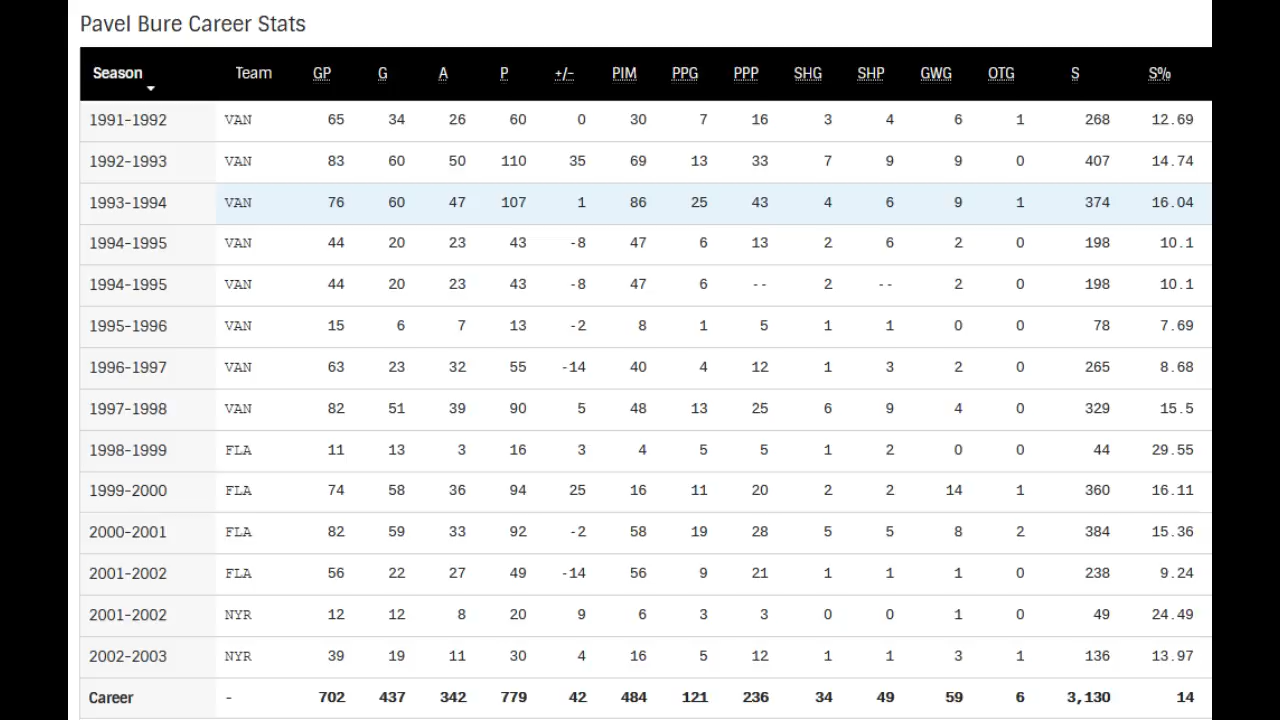 Pavel Bure Career Stats
Season Team GP G A P +/- PIM PPG PPP SHG SHP GWG OTG S S%
1991-1992 VAN 65 34 26 60 0 30 7 16 3 4 6 1 268 12.69
1992-1993 VAN 83 60 50 110 35 69 13 33 7 9 9 0 407 14.74
1993-1994 VAN 76 60 47 107 1 86 25 43 4 6 9 1 374 16.04
1994-1995 VAN 44 20 23 43 -8 47 6 13 2 6 2 0 198 10.1
1994-1995 VAN 44 20 23 43 -8 47 6 -- 2 -- 2 0 198 10.1
1995-1996 VAN 15 6 7 13 -2 8 1 5 1 1 0 0 78 7.69
1996-1997 VAN 63 23 32 55 -14 40 4 12 1 3 2 0 265 8.68
1997-1998 VAN 82 51 39 90 5 48 13 25 6 9 4 0 329 15.5
1998-1999 FLA 11 13 3 16 3 4 5 5 1 2 0 0 44 29.55
1999-2000 FLA 74 58 36 94 25 16 11 20 2 2 14 1 360 16.11
2000-2001 FLA 82 59 33 92 -2 58 19 28 5 5 8 2 384 15.36
2001-2002 FLA 56 22 27 49 -14 56 9 21 1 1 1 0 238 9.24
2001-2002 NYR 12 12 8 20 9 6 3 3 0 0 1 0 49 24.49
2002-2003 NYR 39 19 11 30 4 16 5 12 1 1 3 1 136 13.97
Career - 702 437 342 779 42 484 121 236 34 49 59 6 3,130 14